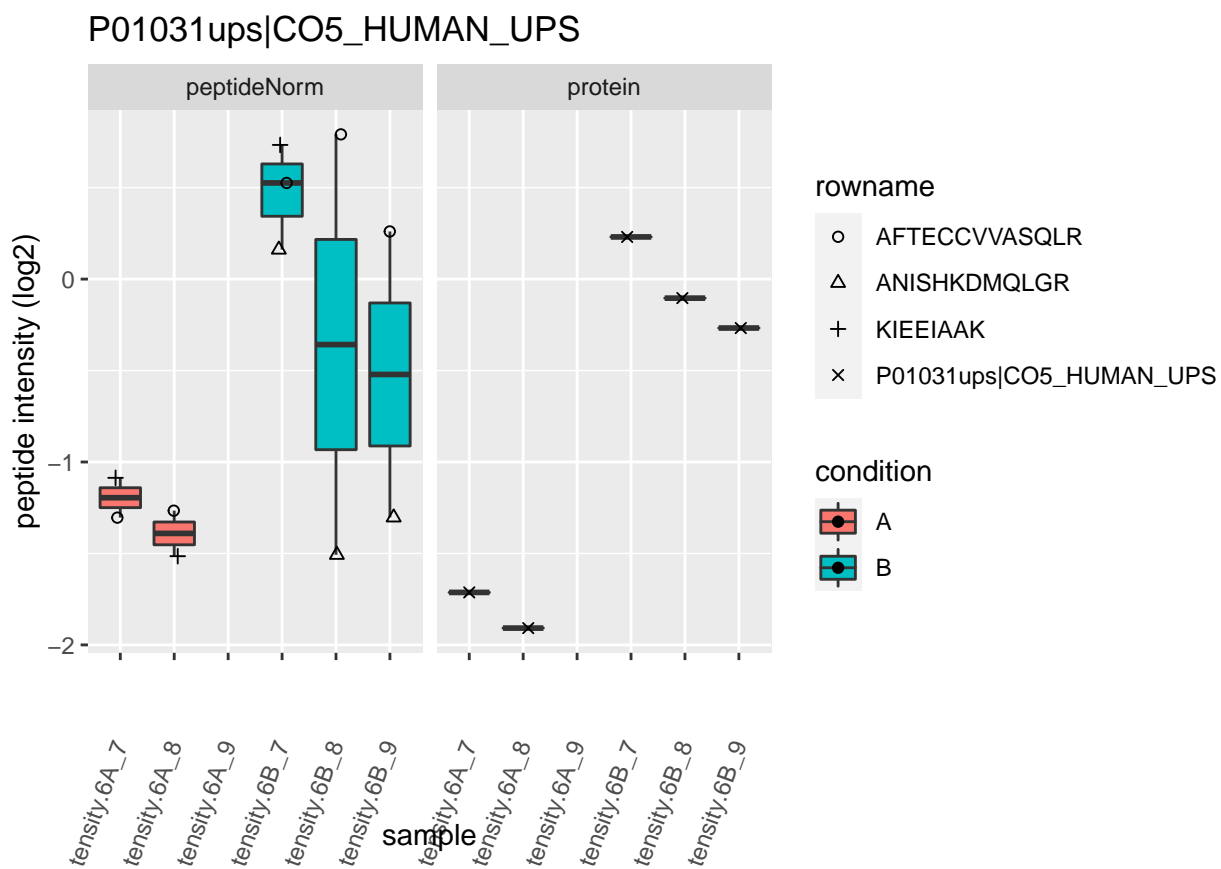 P01031ups|CO5_HUMAN_UPS
peptideNorm
protein
peptide intensity (log2)
0
−1
−2
tensity.6A_7
tensity.6A_8
tensity.6A_9
tensity.6B_7
tensity.6B_8
tensity.6B_9
tensity.6A_7
tensity.6A_8
tensity.6A_9
tensity.6B_7
tensity.6B_8
tensity.6B_9
sample
rowname
AFTECCVVASQLR
ANISHKDMQLGR
KIEEIAAK
P01031ups|CO5_HUMAN_UPS
condition
A
B